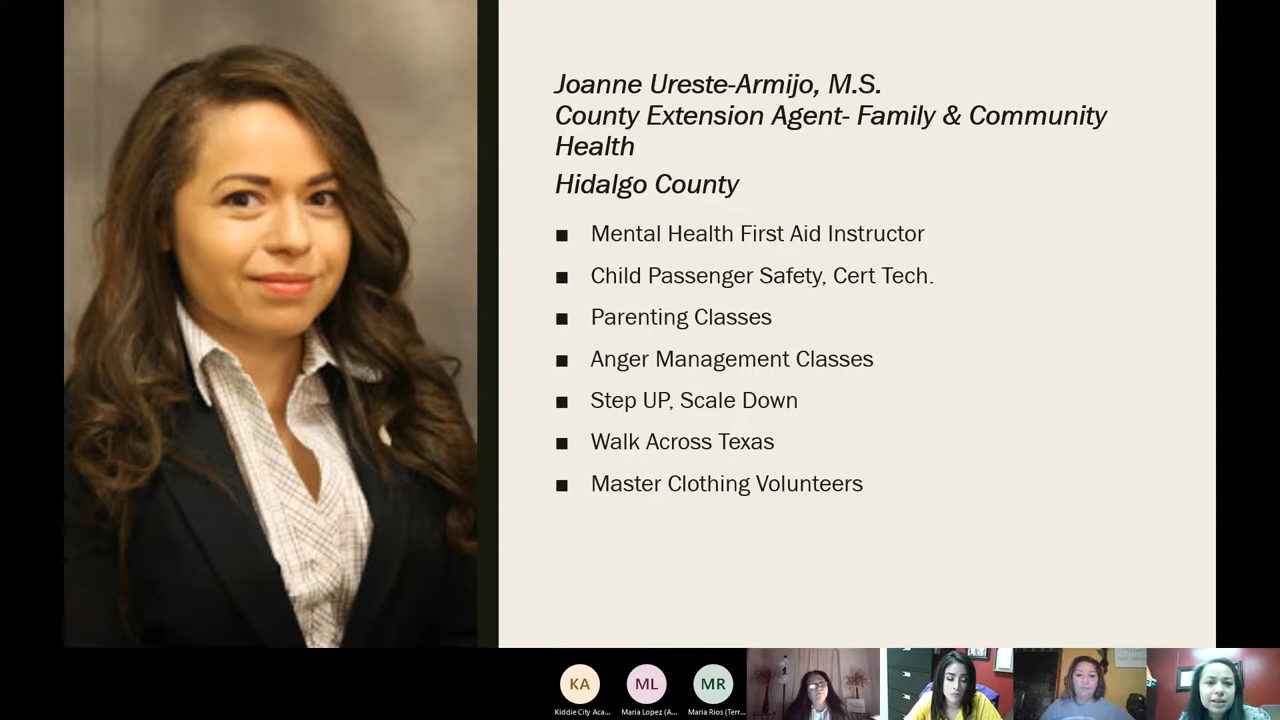 Joanne Ureste-Armijo, M.S.
County Extension Agent- Family & Community
Health
Hidalgo County
■ Mental Health First Aid Instructor
■ Child Passenger Safety, Cert Tech.
■ Parenting Classes
■ Anger Management Classes
■ Step UP, Scale Down
■ Walk Across Texas
■ Master Clothing Volunteers
KA
ML
MR
Kiddie City Aca...
Maria Lopez (A...
Maria Rios (Terr...